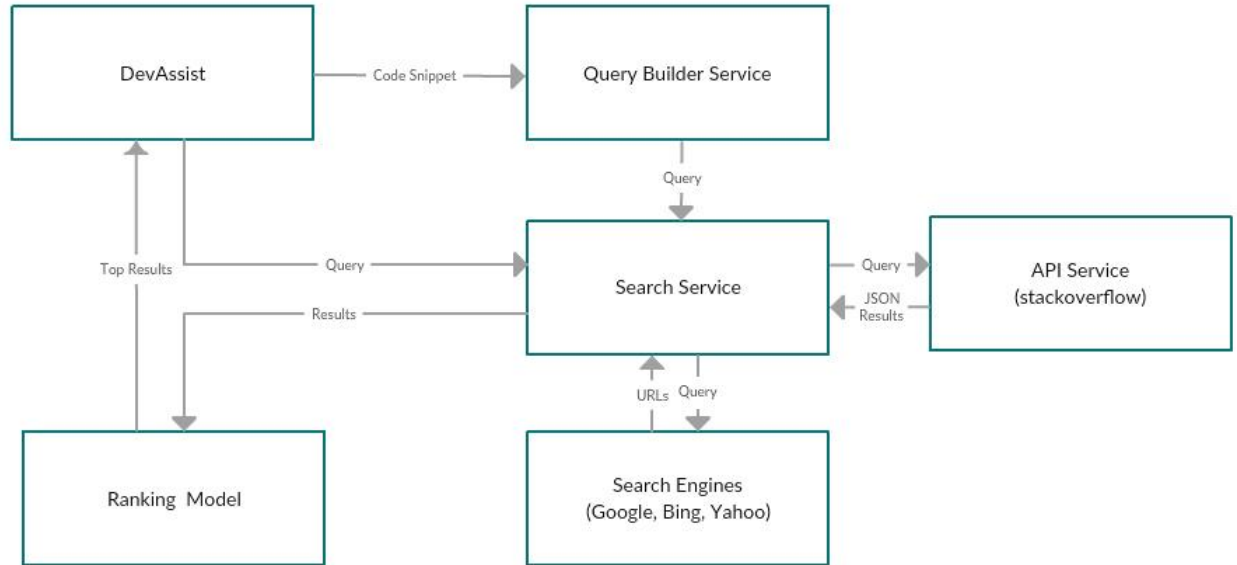 DevAssist
Code Snippet
Query Builder Service
Query
Top Results
Query
Search Service
Query
API Service
(stackoverflow)
JSON
Results
Results
URLs
Query
Ranking Model
Search Engines
(Google, Bing, Yahoo)